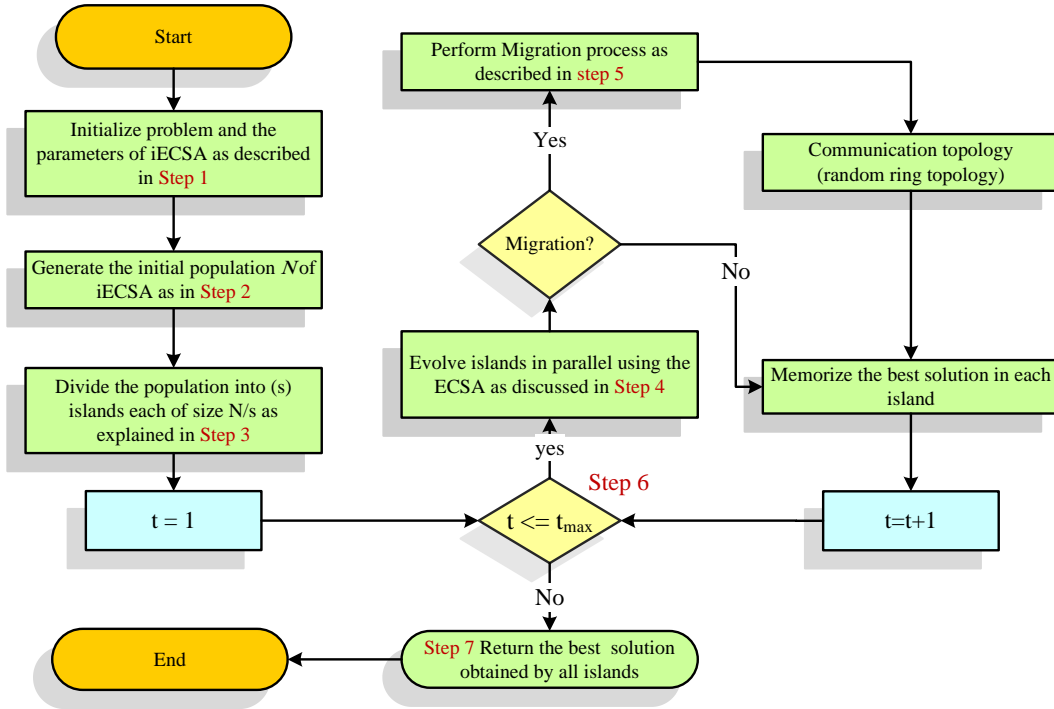 Start
Initialize problem and the
parameters of iECSA as described
in Step 1
Generate the initial population N of
iECSA as in Step 2
Divide the population into (s)
islands each of size N/s as
explained in Step 3
t = 1
Step 6
t <= tmax
yes
Evolve islands in parallel using the
ECSA as discussed in Step 4
Migration?
Yes
Perform Migration process as
described in step 5
Communication topology
(random ring topology)
No
Memorize the best solution in each
island
t=t+1
No
Step 7 Return the best solution
obtained by all islands
End